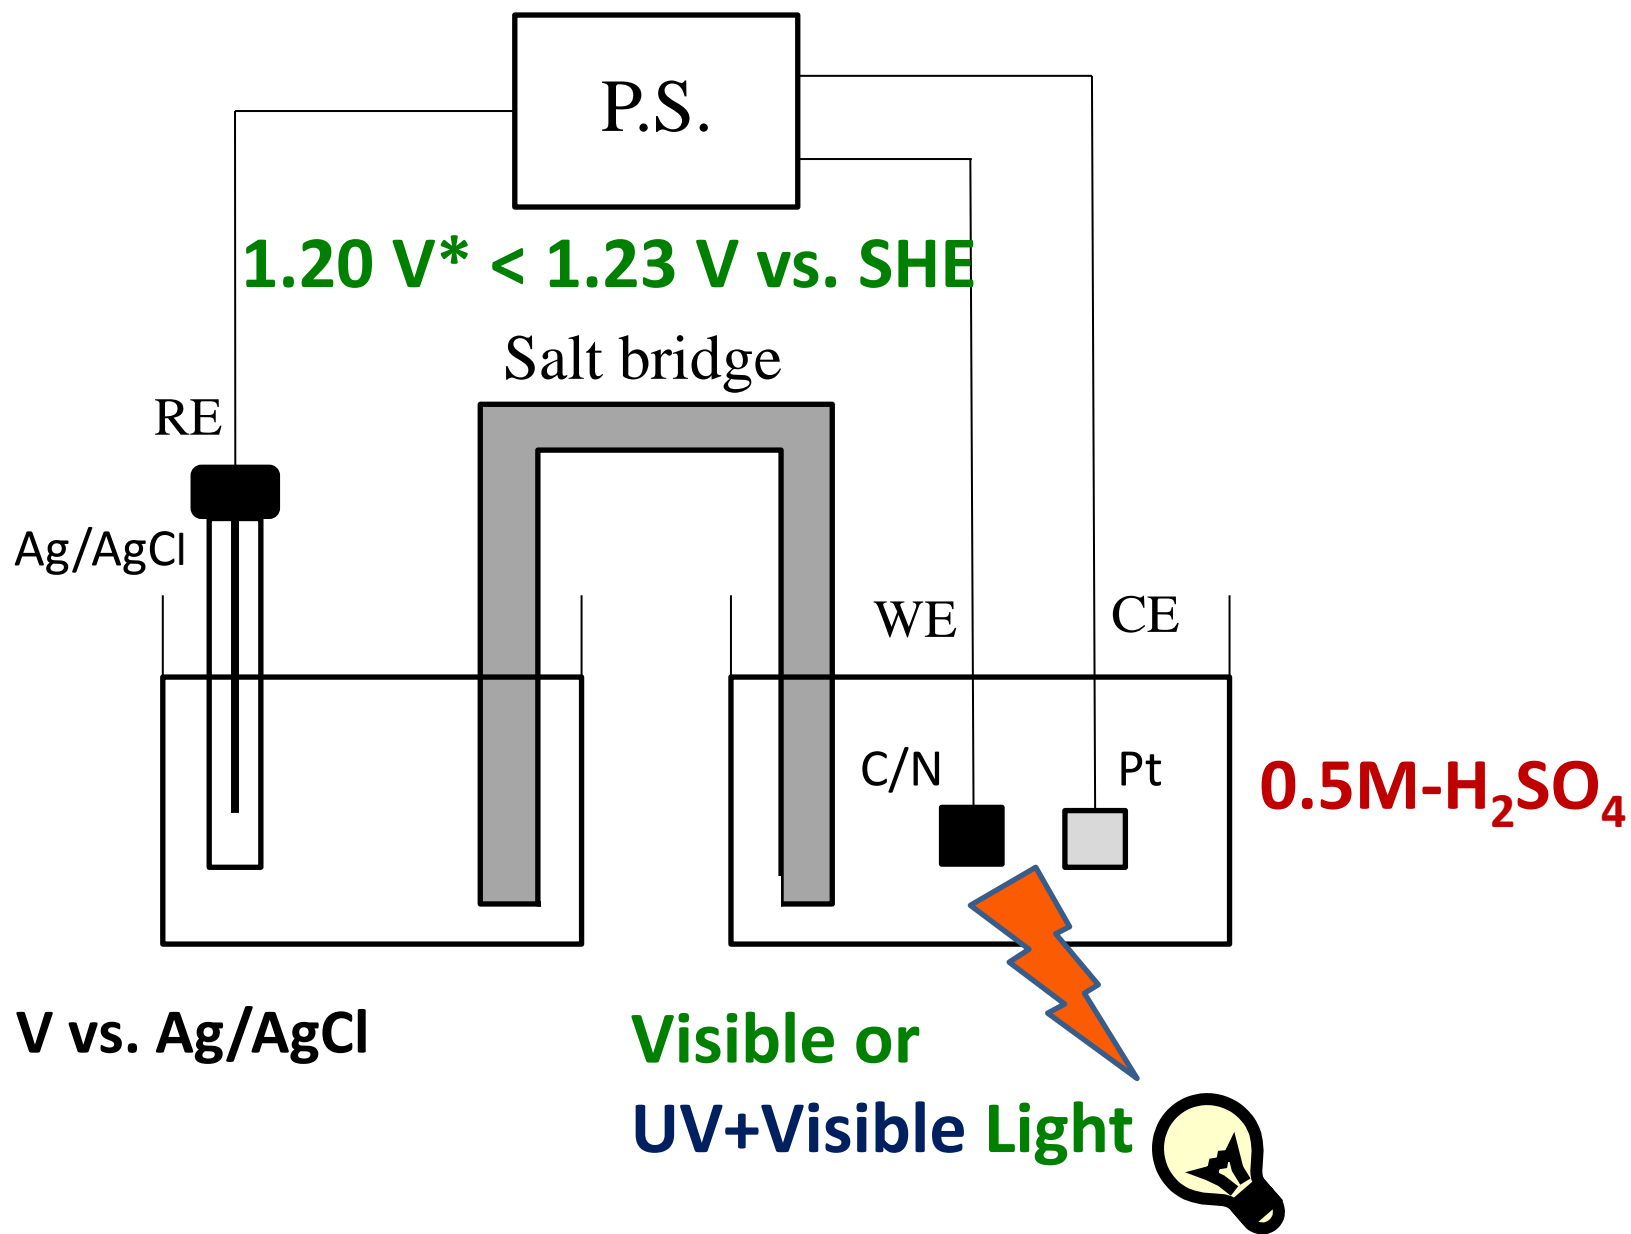 P.S.
1.20 V* < 1.23 V vs. SHE
Salt bridge
RE
Ag/AgCl
WE
CE
C/N
Pt
0.5M-H₂SO₄
V vs. Ag/AgCl
Visible or
UV+Visible Light